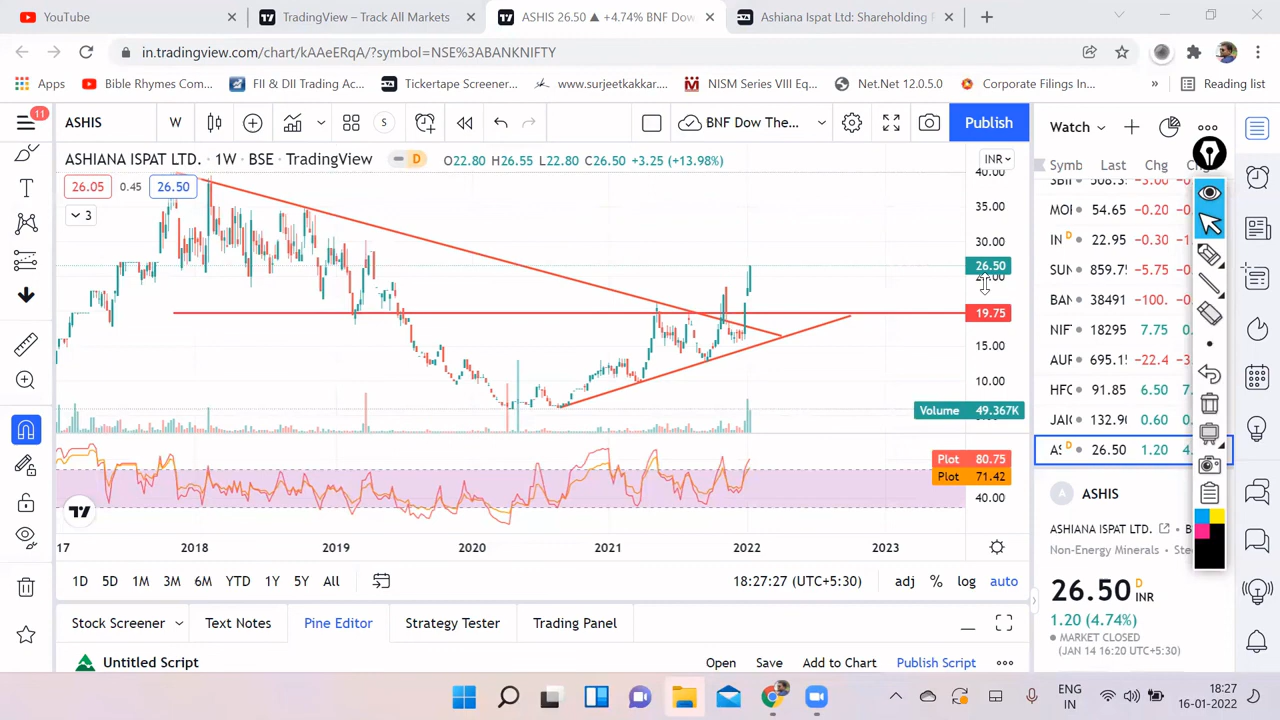 YouTube
TradingView – Track All Markets
ASHIS 26.50 ▲ +4.74% BNF Dow
Ashiana Ispat Ltd: Shareholding
in.tradingview.com/chart/kAAeERqA/?symbol=NSE%3ABANKNIFTY
Apps
Bible Rhymes Com...
FII & DII Trading Ac...
Tickertape Screener...
www.surjeetkakkar....
NISM Series VIII Eq...
Net.Net 12.0.5.0
Corporate Filings In...
»
Reading list
11
ASHIS
W
S
BNF Dow The...
Publish
Watch
ASHIANA ISPAT LTD. · 1W · BSE · TradingView
D
O22.80 H26.55 L22.80 C26.50 +3.25 (+13.98%)
INR
26.05 0.45 26.50
3
40.00
35.00
30.00
26.50
19.75
15.00
10.00
Volume 49.367K
Plot 80.75
Plot 71.42
40.00
17 2018 2019 2020 2021 2022 2023
Symb Last Chg
MOI 54.65 -0.20
IN D 22.95 -0.30
SUN 859.7 -5.75
BAN 38491 -100.
NIF 18295 7.75
AUF 695.1 -22.4
HFC 91.85 6.50
JAI 132.90 0.60
D 26.50 1.20
A ASHIS
ASHIANA ISPAT LTD.
Non-Energy Minerals
26.50 D INR
1.20 (4.74%)
MARKET CLOSED
(JAN 14 16:20 UTC+5:30)
1D 5D 1M 3M 6M YTD 1Y 5Y All
18:27:27 (UTC+5:30)
adj % log auto
Stock Screener
Text Notes
Pine Editor
Strategy Tester
Trading Panel
Untitled Script
Open
Save
Add to Chart
Publish Script
ENG
IN
18:27
16-01-2022